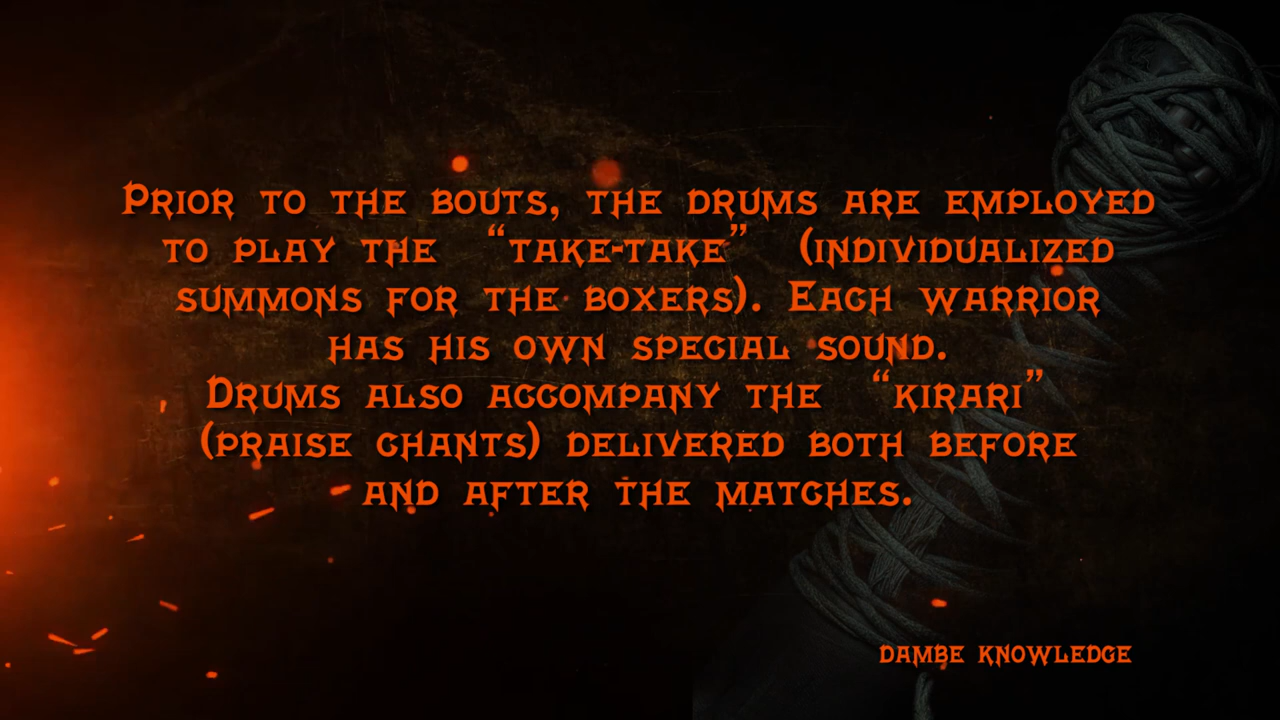 Prior to the bouts, the drums are employed
to play the “take-take” (individualized
summons for the boxers). Each warrior
has his own special sound.
Drums also accompany the “kirari”
(praise chants) delivered both before
and after the matches.
dambe knowledge